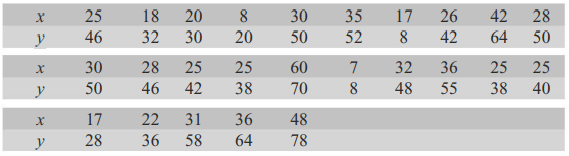 x 25 18 20 8 30 35 17 26 42 28
y 46 32 30 20 50 52 8 42 64 50
x 30 28 25 25 60 7 32 36 25 25
y 50 46 42 38 70 8 48 55 38 40
x 17 22 31 36 48
y 28 36 58 64 78